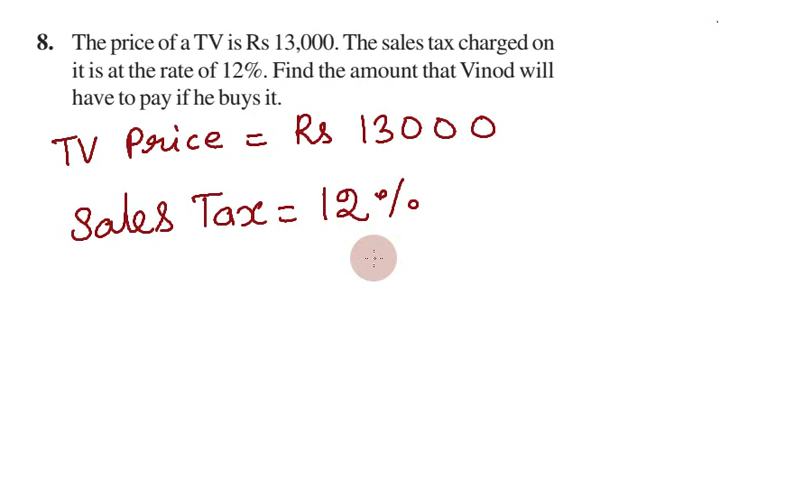 8. The price of a TV is Rs 13,000. The sales tax charged on
it is at the rate of 12%. Find the amount that Vinod will
have to pay if he buys it.
TV Price = Rs 13000
Sales Tax = 12%